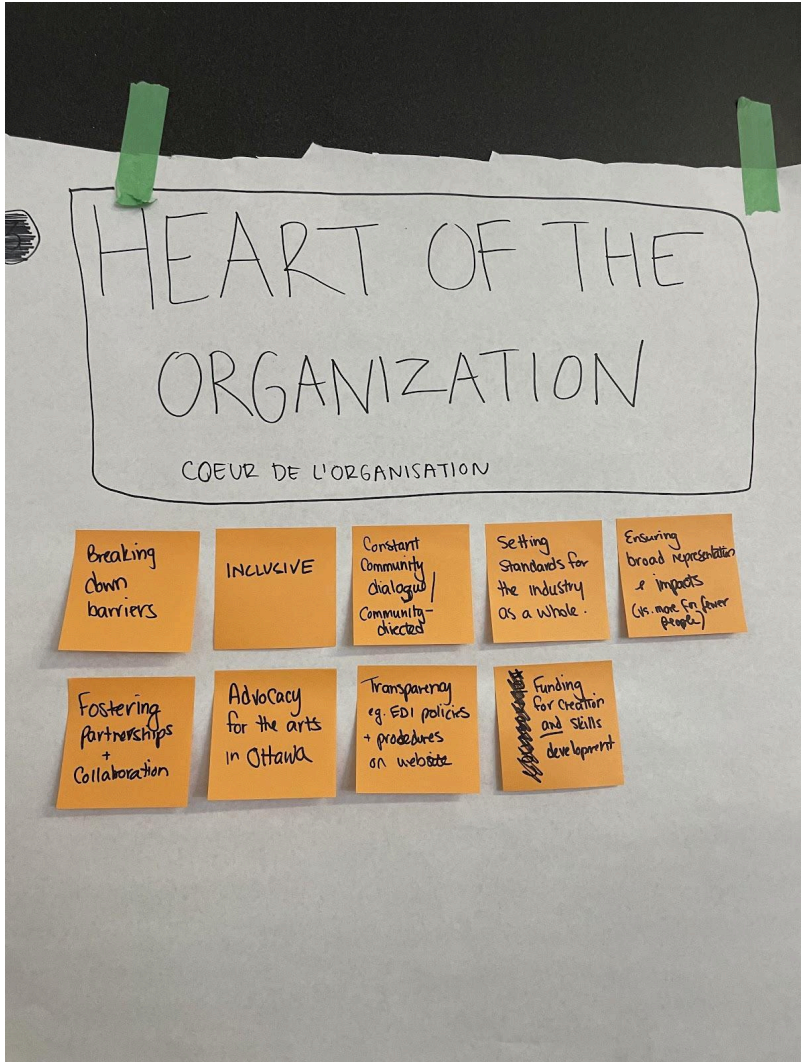 HEART OF THE
ORGANIZATION
COEUR DE L'ORGANISATION
Breaking
down
barriers
INCLUSIVE
Constant
Community
dialogue/
Community-
directed
Setting
Standards for
the industry
as a whole.
Ensuring
broad representation
& impacts
(vs. more for fewer
people)
Fostering
partnerships
+
Collaboration
Advocacy
for the arts
in Ottawa
Transparency
eg. EDI policies
+ prodedures
on website
Funding
for creation
and skills
development